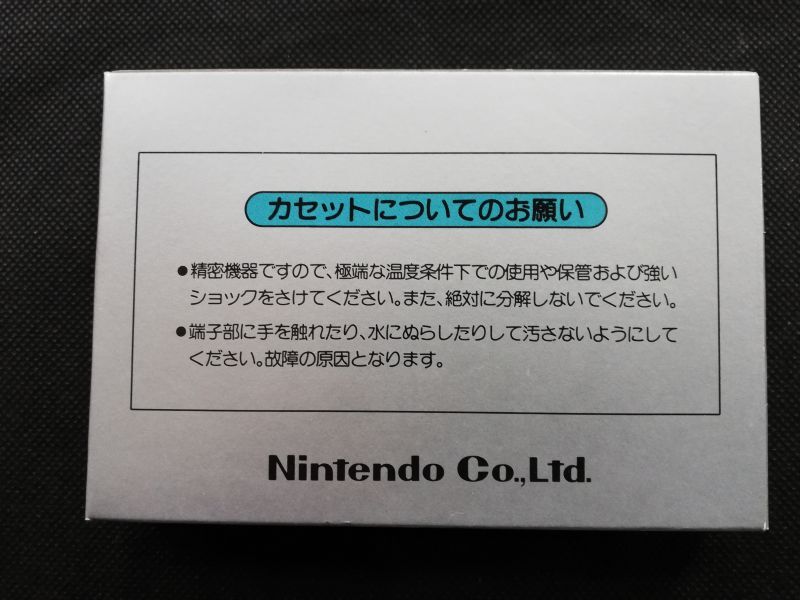 カセットについてのお願い
●精密機器ですので、極端な温度条件下での使用や保管および強い
ショックをさけてください。また、絶対に分解しないでください。
●端子部に手を触れたり、水にぬらしたりして汚さないようにして
ください。故障の原因となります。
Nintendo Co.,Ltd.